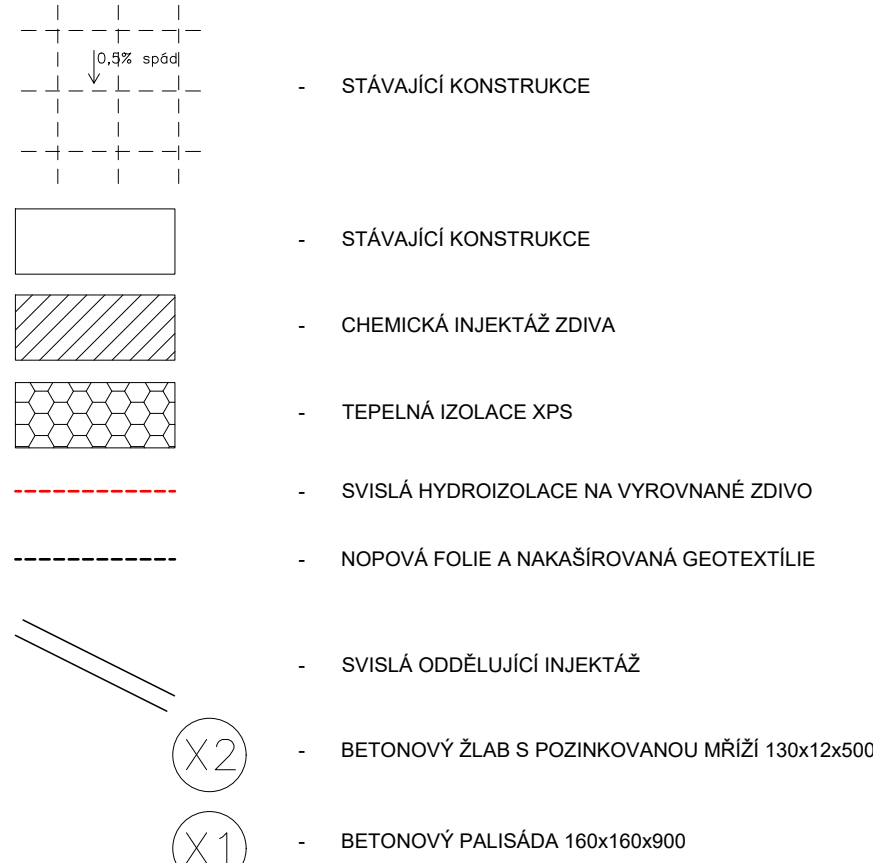 0,5% spád
- STÁVAJÍCÍ KONSTRUKCE
- STÁVAJÍCÍ KONSTRUKCE
- CHEMICKÁ INJEKTÁŽ ZDIVA
- TEPELNÁ IZOLACE XPS
- SVISLÁ HYDROIZOLACE NA VYROVNANÉ ZDIVO
- NOPOVÁ FOLIE A NAKAŠÍROVANÁ GEOTEXTÍLIE
- SVISLÁ ODDĚLUJÍCÍ INJEKTÁŽ
X2 - BETONOVÝ ŽLAB S POZINKOVANOU MŘÍŽÍ 130x12x500
X1 - BETONOVÝ PALISÁDA 160x160x900